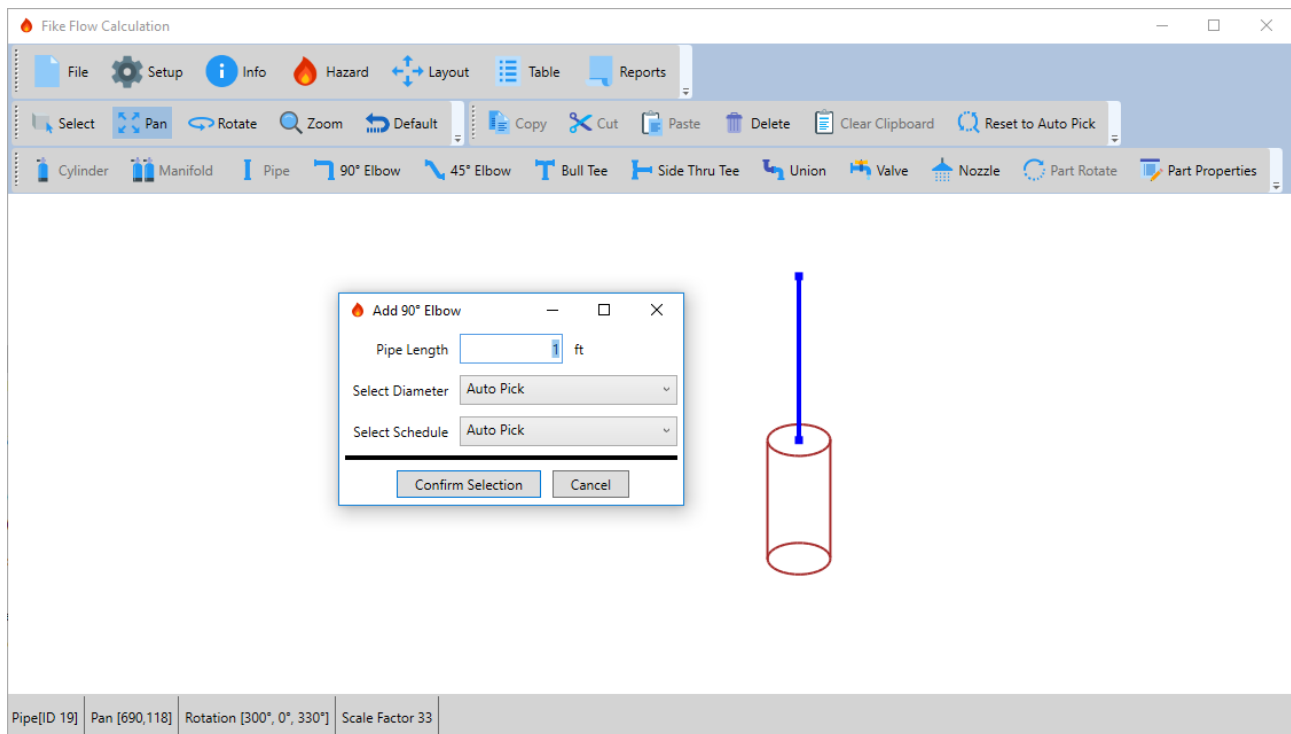 Fike Flow Calculation
File Setup Info Hazard Layout Table Reports
Select Pan Rotate Zoom Default Copy Cut Paste Delete Clear Clipboard Reset to Auto Pick
Cylinder Manifold Pipe 90° Elbow 45° Elbow Bull Tee Side Thru Tee Union Valve Nozzle Part Rotate Part Properties
Add 90° Elbow
Pipe Length 1 ft
Select Diameter Auto Pick
Select Schedule Auto Pick
Confirm Selection Cancel
Pipe[ID 19] Pan [690,118] Rotation [300°, 0°, 330°] Scale Factor 33